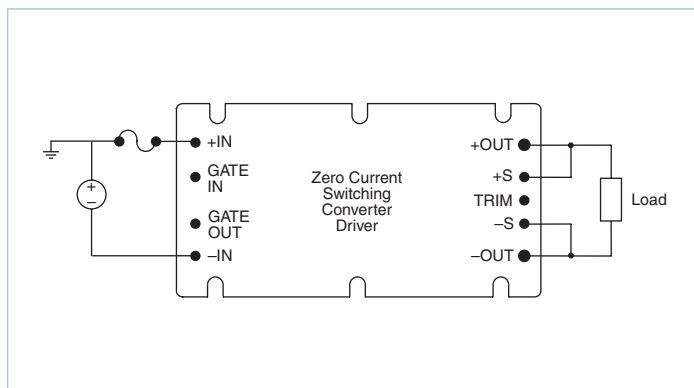 +IN
GATE
IN
GATE
OUT
–IN
Zero Current
Switching
Converter
Driver
+OUT
+S
TRIM
–S
–OUT
Load
+
–